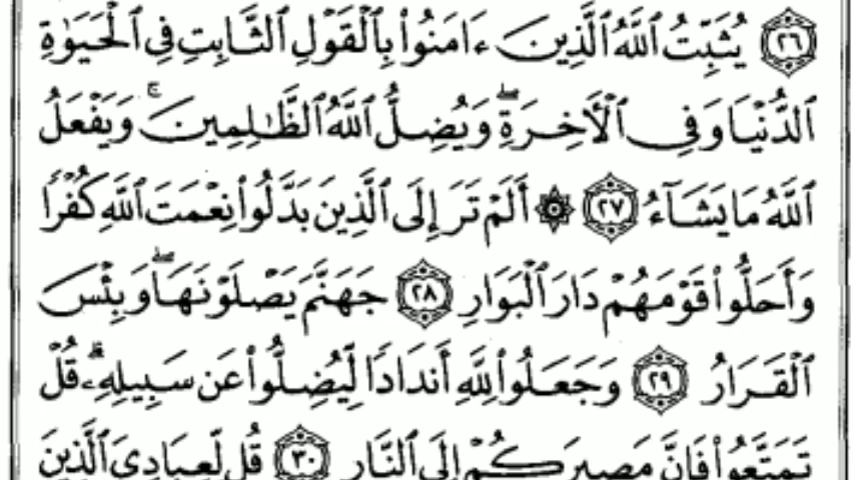 ٢٦ يُثَبِّتُ ٱللَّهُ ٱلَّذِينَ ءَامَنُوا۟ بِٱلْقَوْلِ ٱلثَّابِتِ فِى ٱلْحَيَوٰةِ
ٱلدُّنْيَا وَفِى ٱلْأَخِرَةِ ۖ وَيُضِلُّ ٱللَّهُ ٱلظَّـٰلِمِينَ ۚ وَيَفْعَلُ
ٱللَّهُ مَا يَشَآءُ ٢٧ ۞ أَلَمْ تَرَ إِلَى ٱلَّذِينَ بَدَّلُوا۟ نِعْمَتَ ٱللَّهِ كُفْرًا
وَأَحَلُّوا۟ قَوْمَهُمْ دَارَ ٱلْبَوَارِ ٢٨ جَهَنَّمَ يَصْلَوْنَهَا ۖ وَبِئْسَ
ٱلْقَرَارُ ٢٩ وَجَعَلُوا۟ لِلَّهِ أَندَادًا لِّيُضِلُّوا۟ عَن سَبِيلِهِۦ ۗ قُلْ
تَمَتَّعُوا۟ فَإِنَّ مَصِيرَكُمْ إِلَى ٱلنَّارِ ٣٠ قُل لِّعِبَادِىَ ٱلَّذِينَ